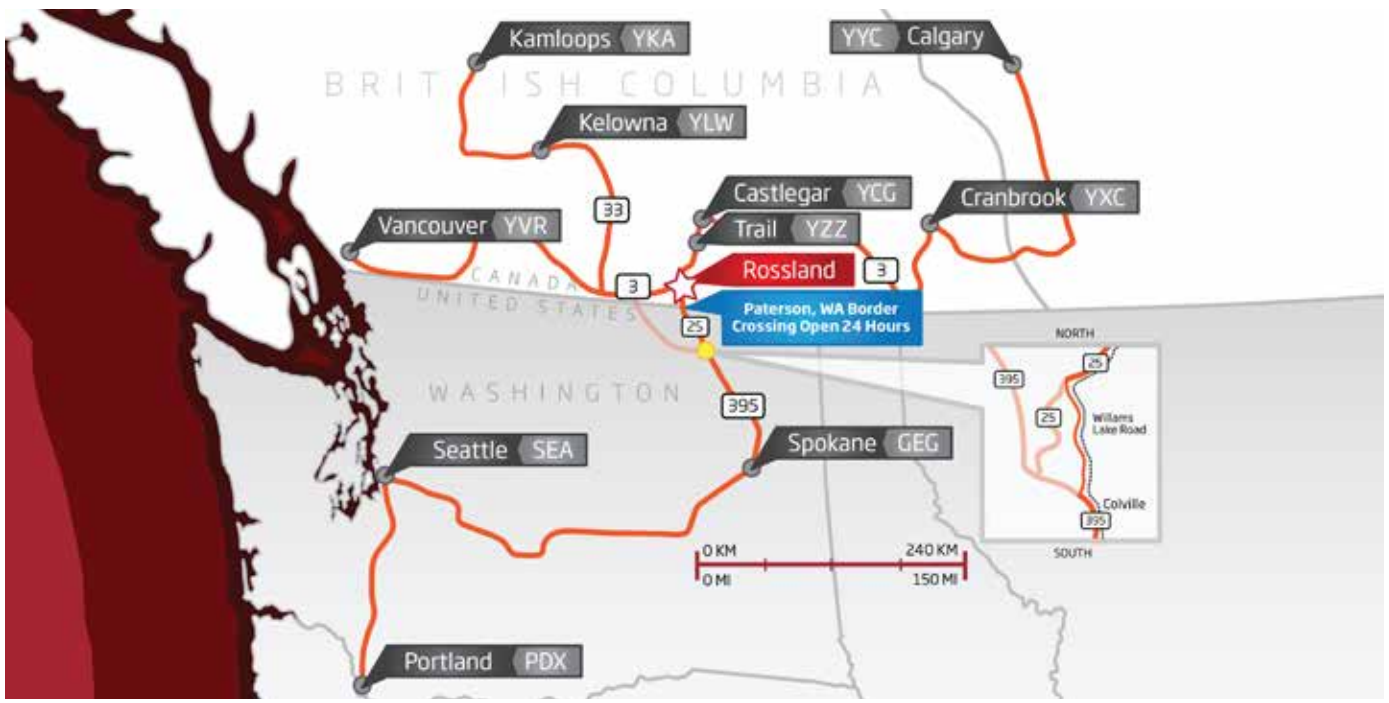 Kamloops YKA
YYC Calgary
BRITISH COLUMBIA
Kelowna YLW
Castlegar YCG
Cranbrook YXC
33
Vancouver YVR
Trail YZZ
Rossland
3
3
CANADA
UNITED STATES
Paterson, WA Border
Crossing Open 24 Hours
25
NORTH
25
395
WASHINGTON
395
25
Willams
Lake Road
Seattle SEA
Spokane GEG
Colville
395
SOUTH
0 KM 240 KM
0 MI 150 MI
Portland PDX